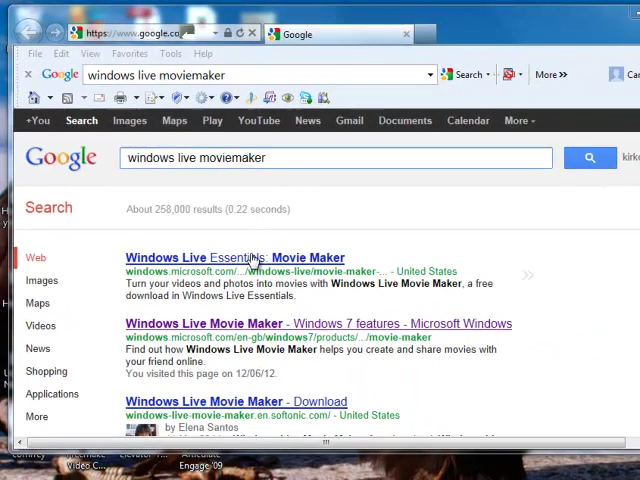 https://www.google.co
Google
File Edit View Favorites Tools Help
Google windows live moviemaker Search More »
+You Search Images Maps Play YouTube News Gmail Documents Calendar More
Google windows live moviemaker
Search About 258,000 results (0.22 seconds)
Web
Images
Maps
Videos
News
Shopping
Applications
More
Windows Live Essentials: Movie Maker
windows.microsoft.com/.../windows-live/movie-maker-... - United States
Turn your videos and photos into movies with Windows Live Movie Maker, a free
download in Windows Live Essentials.
Windows Live Movie Maker - Windows 7 features - Microsoft Windows
www.microsoft.com/en-gb/windows7/products/.../movie-maker
Find out how Windows Live Movie Maker helps you create and share movies with
your friend online.
You visited this page on 12/06/12.
Windows Live Movie Maker - Download
windows-live-movie-maker.en.softonic.com/ - United States
by Elena Santos
Video C...
Articulate
Engage '09